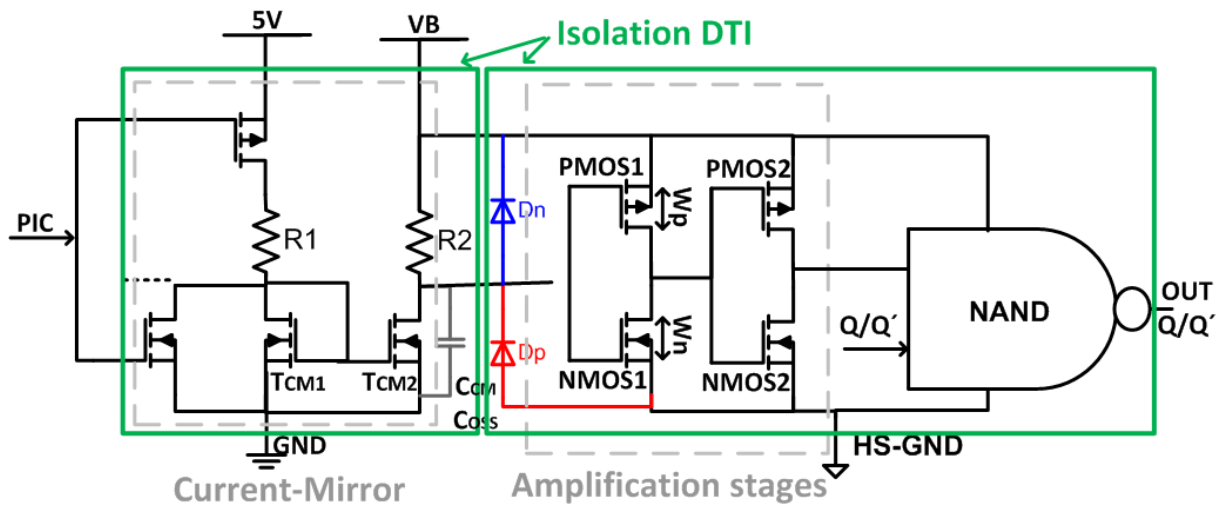 5V
VB
Isolation DTI
PMOS1
PMOS2
Wp
Dn
PIC
R1
R2
OUT
Q/Q´
NAND
Q/Q´
Wn
Dp
TCM1
TCM2
CCM
NMOS1
NMOS2
COSS
GND
HS-GND
Current-Mirror
Amplification stages